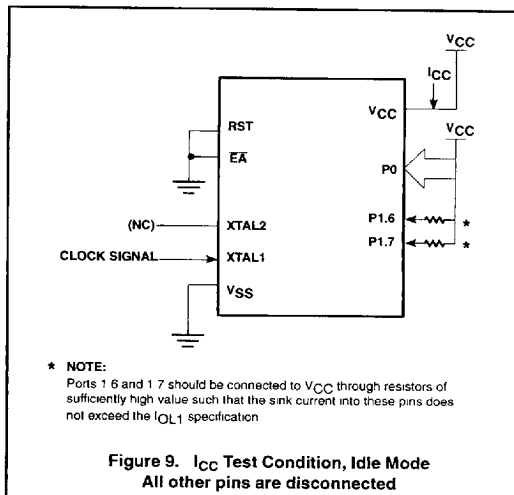 VCC
ICC
VCC
VCC
RST
EA
P0
P1.6
*
P1.7
*
(NC)
XTAL2
CLOCK SIGNAL
XTAL1
VSS
* NOTE:
Ports 1 6 and 1 7 should be connected to VCC through resistors of
sufficiently high value such that the sink current into these pins does
not exceed the IOL1 specification
Figure 9. ICC Test Condition, Idle Mode
All other pins are disconnected